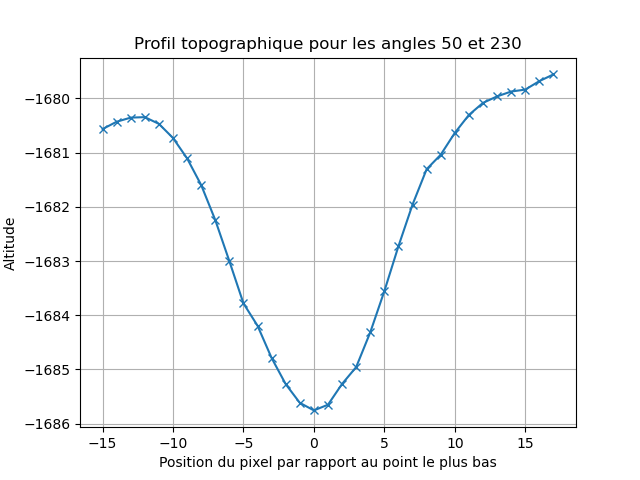 Profil topographique pour les angles 50 et 230
Altitude
−1680
−1681
−1682
−1683
−1684
−1685
−1686
−15 −10 −5 0 5 10 15
Position du pixel par rapport au point le plus bas